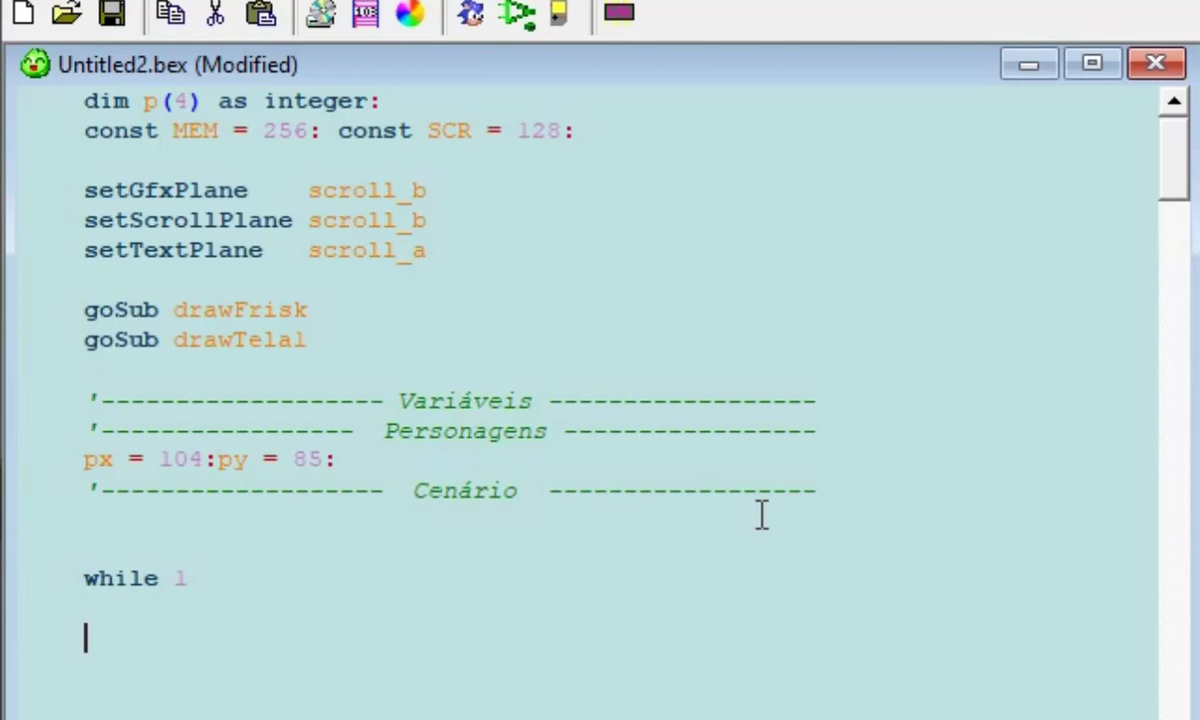 Untitled2.bex (Modified)
dim p(4) as integer:
const MEM = 256: const SCR = 128:
setGfxPlane    scroll_b
setScrollPlane scroll_b
setTextPlane   scroll_a
goSub drawFrisk
goSub drawTela1
'------------------- Variáveis ------------------
'-----------------  Personagens -----------------
px = 104:py = 85:
'-------------------  Cenário  ------------------
while 1